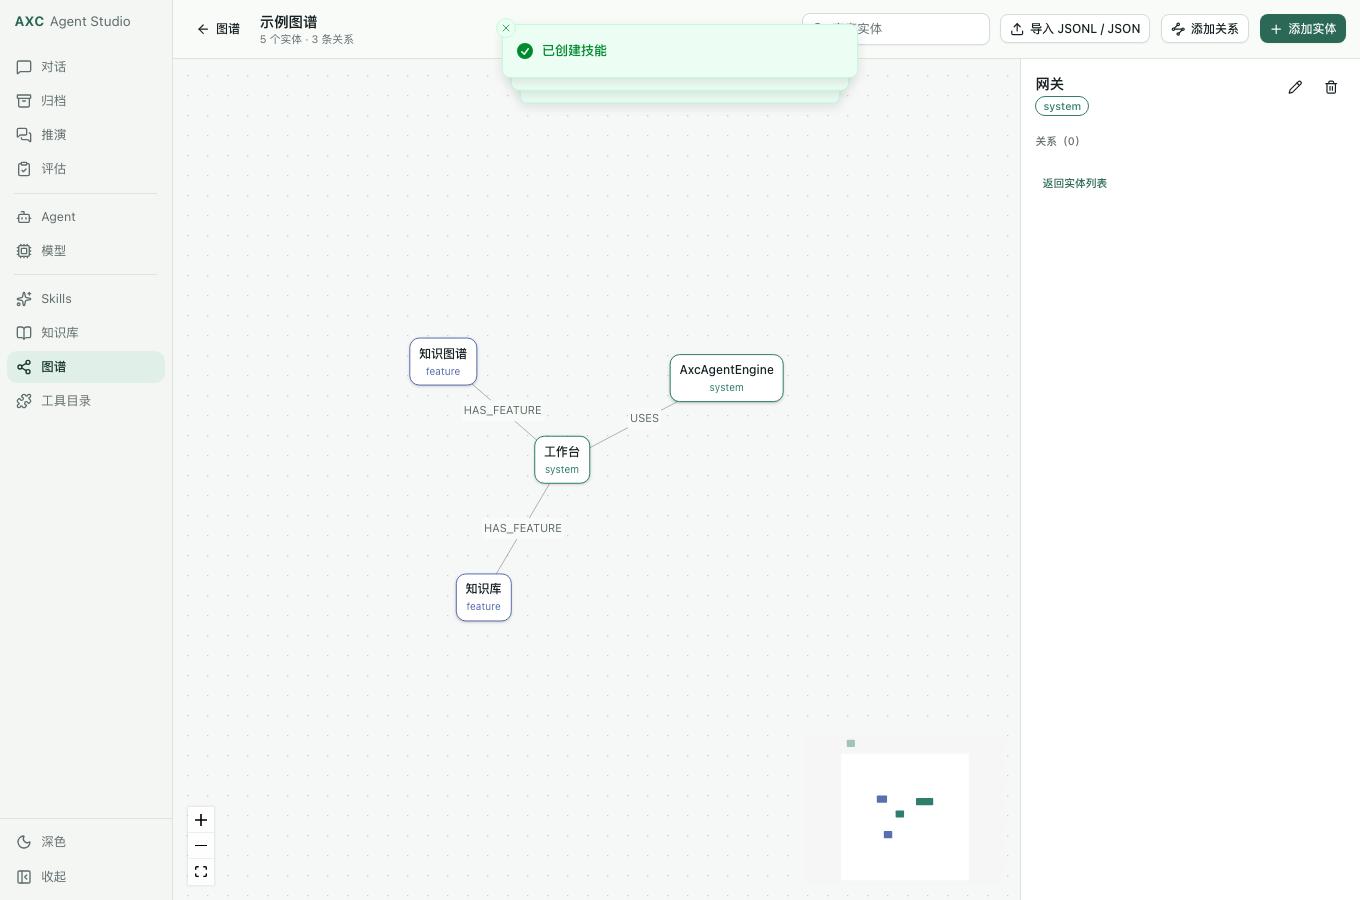 AXC Agent Studio
对话
归档
推演
评估
Agent
模型
Skills
知识库
图谱
工具目录
深色
收起
图谱
示例图谱
5 个实体 · 3 条关系
已创建技能
实体
导入 JSONL / JSON
添加关系
添加实体
知识图谱
feature
AxcAgentEngine
system
HAS_FEATURE
USES
工作台
system
HAS_FEATURE
知识库
feature
网关
system
关系 (0)
返回实体列表